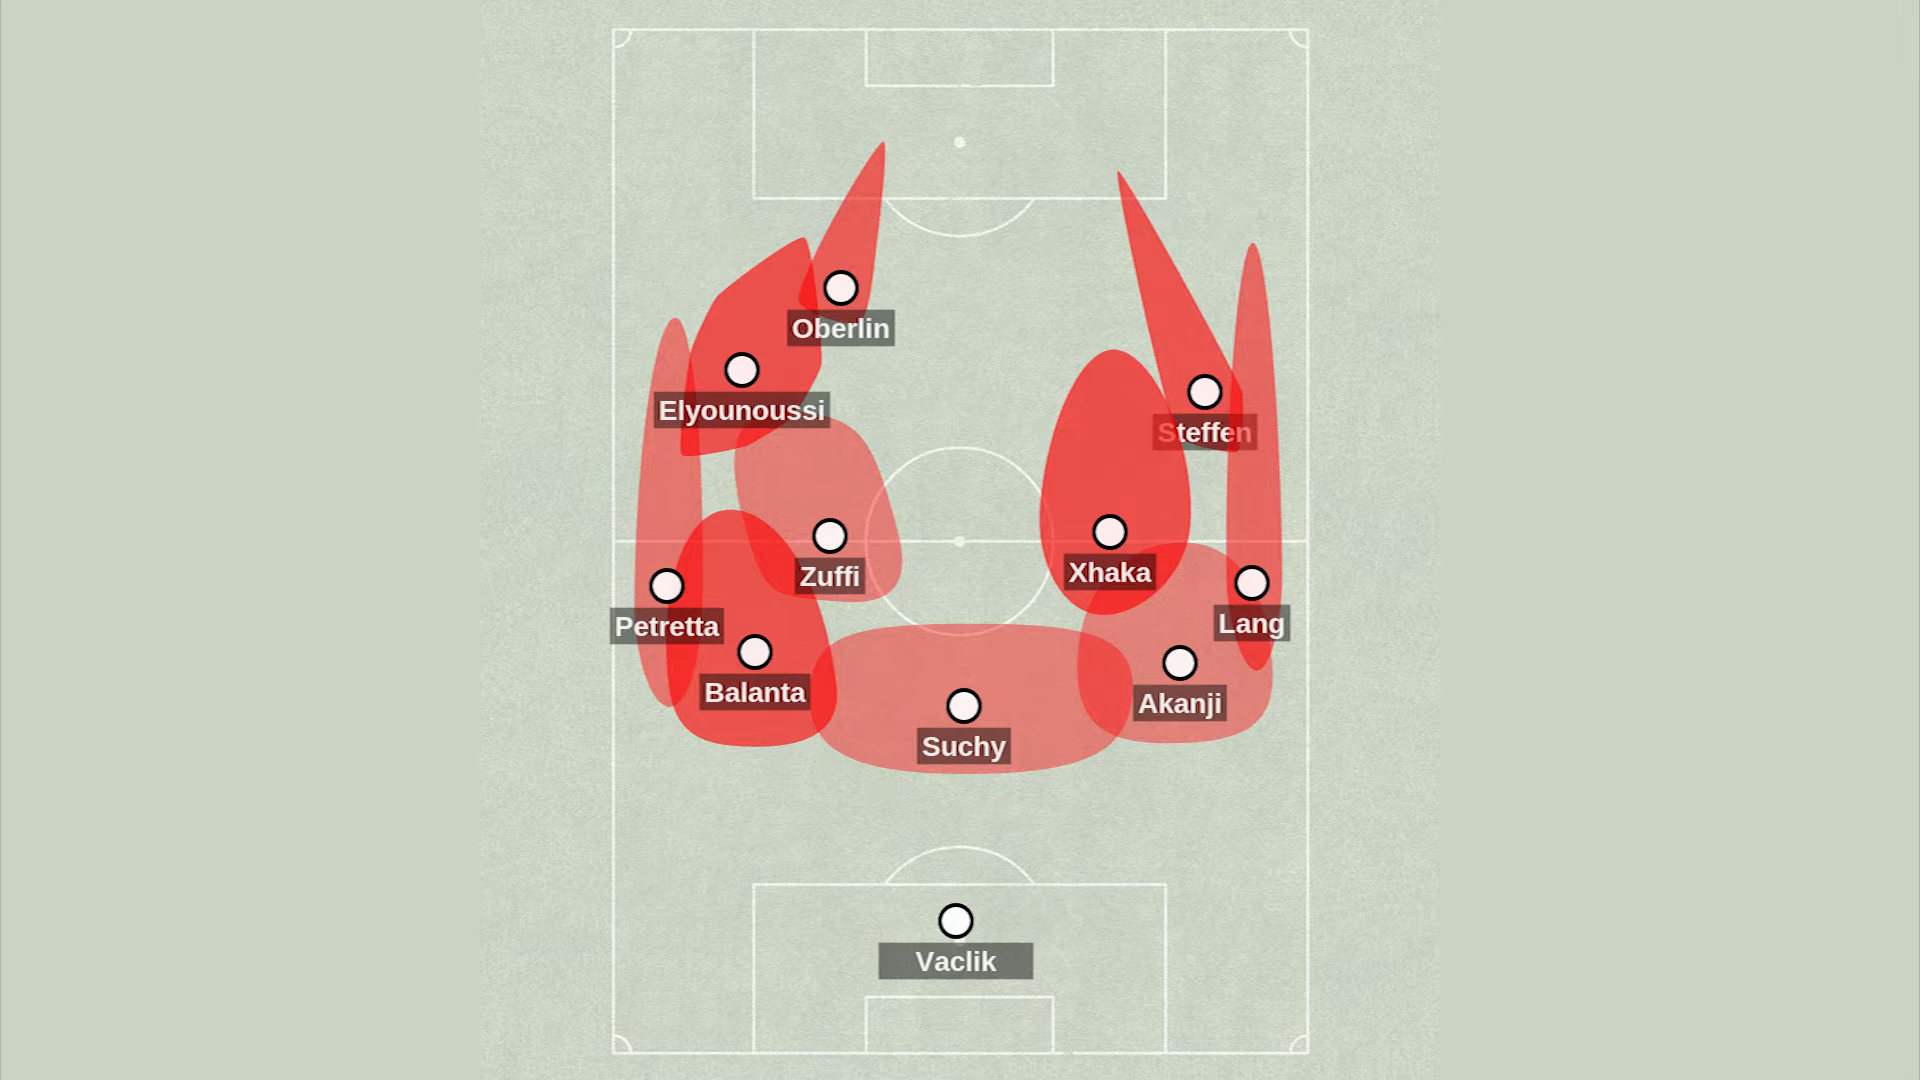 Oberlin
Elyounoussi
Steffen
Zuffi
Xhaka
Petretta
Lang
Balanta
Akanji
Suchy
Vaclik